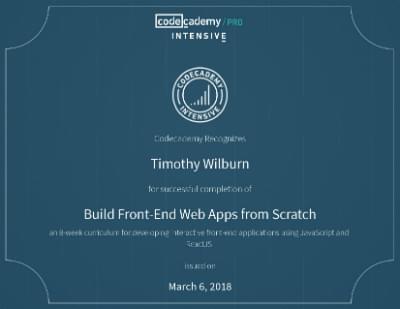 codecademy / PRO
INTENSIVE
CODECADEMY
INTENSIVE
Codecademy Recognizes
Timothy Wilburn
for successful completion of
Build Front-End Web Apps from Scratch
an 8-week curriculum for developing interactive front-end applications using JavaScript and
ReactJS
issued on
March 6, 2018